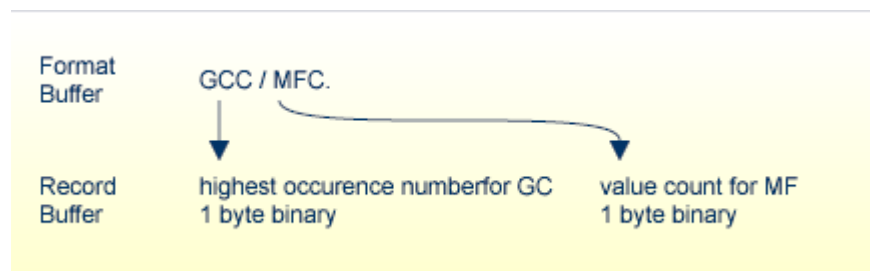 Format
Buffer
GCC / MFC.
Record
Buffer
highest occurence numberfor GC
1 byte binary
value count for MF
1 byte binary